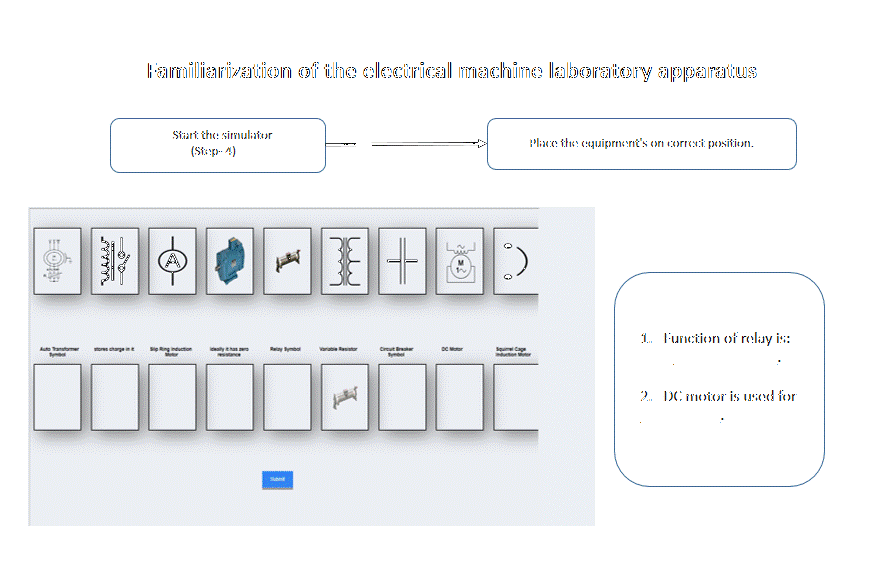 Familiarization of the electrical machine laboratory apparatus
Start the simulator
(Step- 4)
Place the equipment's on correct position.
A
M
1~
Auto Transformer
Symbol
stores charge in it
Slip Ring Induction
Motor
Ideally it has zero
resistance
Relay Symbol
Variable Resistor
Circuit Breaker
Symbol
DC Motor
Squirrel Cage
Induction Motor
Submit
1. Function of relay is:
2. DC motor is used for